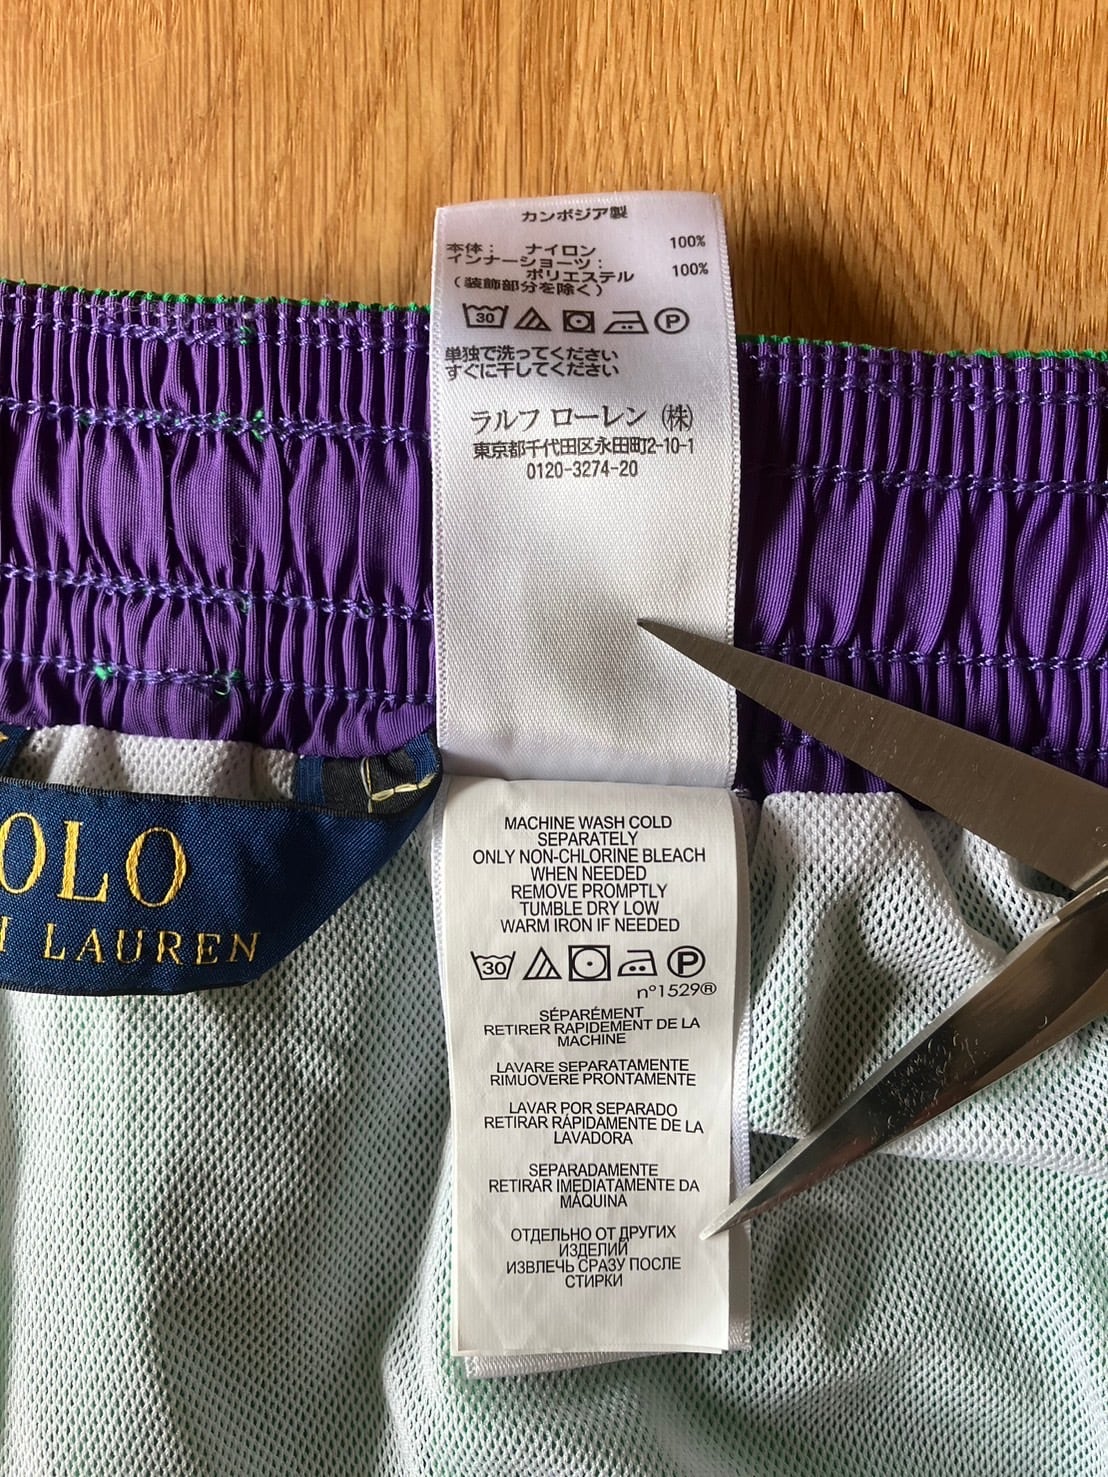 カンボジア製
本体： ナイロン 100%
インナーショーツ：
ポリエステル 100%
（装飾部分を除く）
30 P
単独で洗ってください
すぐに干してください
ラルフ ローレン（株）
東京都千代田区永田町2-10-1
0120-3274-20
OLO
LAUREN
MACHINE WASH COLD
SEPARATELY
ONLY NON-CHLORINE BLEACH
WHEN NEEDED
REMOVE PROMPTLY
TUMBLE DRY LOW
WARM IRON IF NEEDED
30 P
n°1529®
SÉPARÉMENT
RETIRER RAPIDEMENT DE LA
MACHINE
LAVARE SEPARATAMENTE
RIMUOVERE PRONTAMENTE
LAVAR POR SEPARADO
RETIRAR RÁPIDAMENTE DE LA
LAVADORA
SEPARADAMENTE
RETIRAR IMEDIATAMENTE DA
MÁQUINA
ОТДЕЛЬНО ОТ ДРУГИХ
ИЗДЕЛИЙ
ИЗВЛЕЧЬ СРАЗУ ПОСЛЕ
СТИРКИ